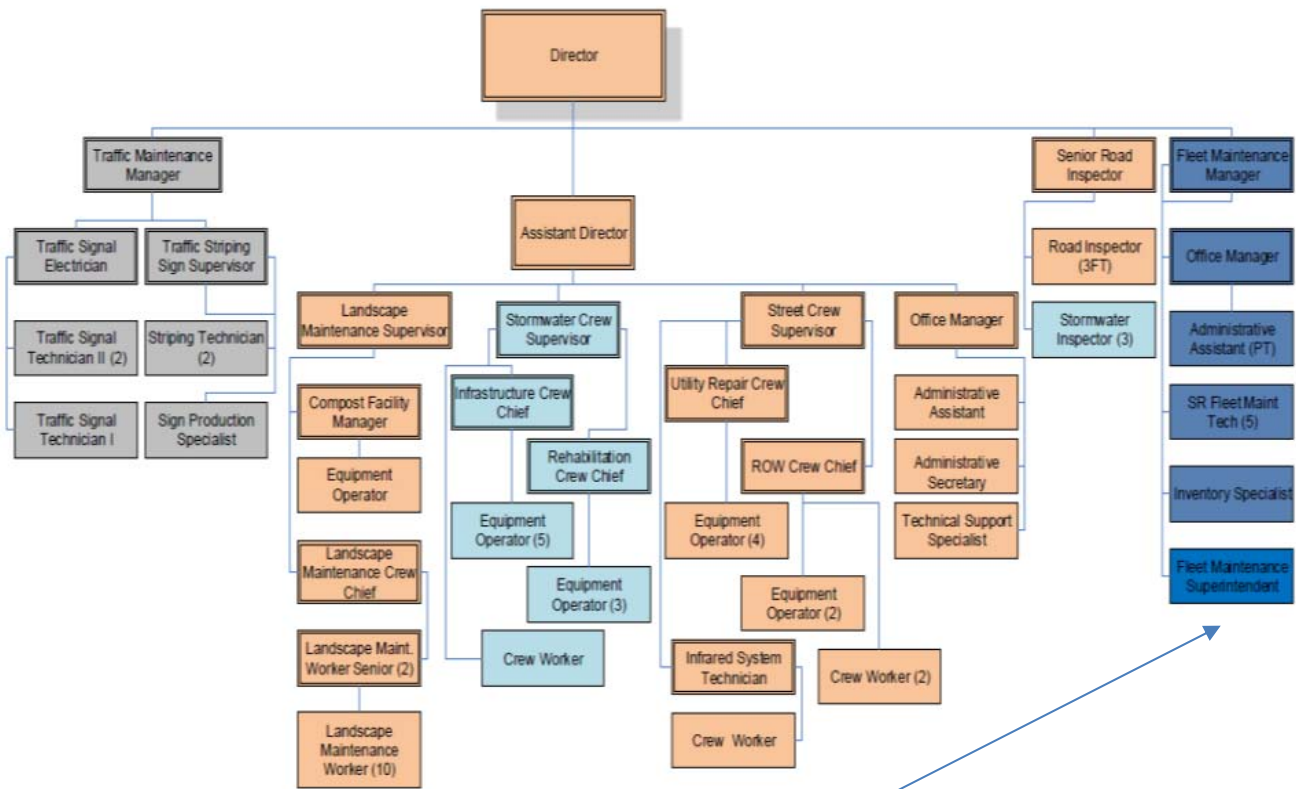 Director
Traffic Maintenance
Manager
Senior Road
Inspector
Fleet Maintenance
Manager
Assistant Director
Traffic Signal
Electrician
Traffic Striping
Sign Supervisor
Road Inspector
(3FT)
Office Manager
Landscape
Maintenance Supervisor
Stormwater Crew
Supervisor
Street Crew
Supervisor
Office Manager
Stormwater
Inspector (3)
Administrative
Assistant (PT)
Traffic Signal
Technician II (2)
Striping Technician
(2)
Compost Facility
Manager
Infrastructure Crew
Chief
Utility Repair Crew
Chief
Administrative
Assistant
SR Fleet Maint
Tech (5)
Traffic Signal
Technician I
Sign Production
Specialist
Equipment
Operator
Rehabilitation
Crew Chief
ROW Crew Chief
Administrative
Secretary
Inventory Specialist
Equipment
Operator (5)
Equipment
Operator (4)
Technical Support
Specialist
Landscape
Maintenance Crew
Chief
Equipment
Operator (3)
Equipment
Operator (2)
Fleet Maintenance
Superintendent
Landscape Maint.
Worker Senior (2)
Crew Worker
Infrared System
Technician
Crew Worker (2)
Landscape
Maintenance
Worker (10)
Crew Worker